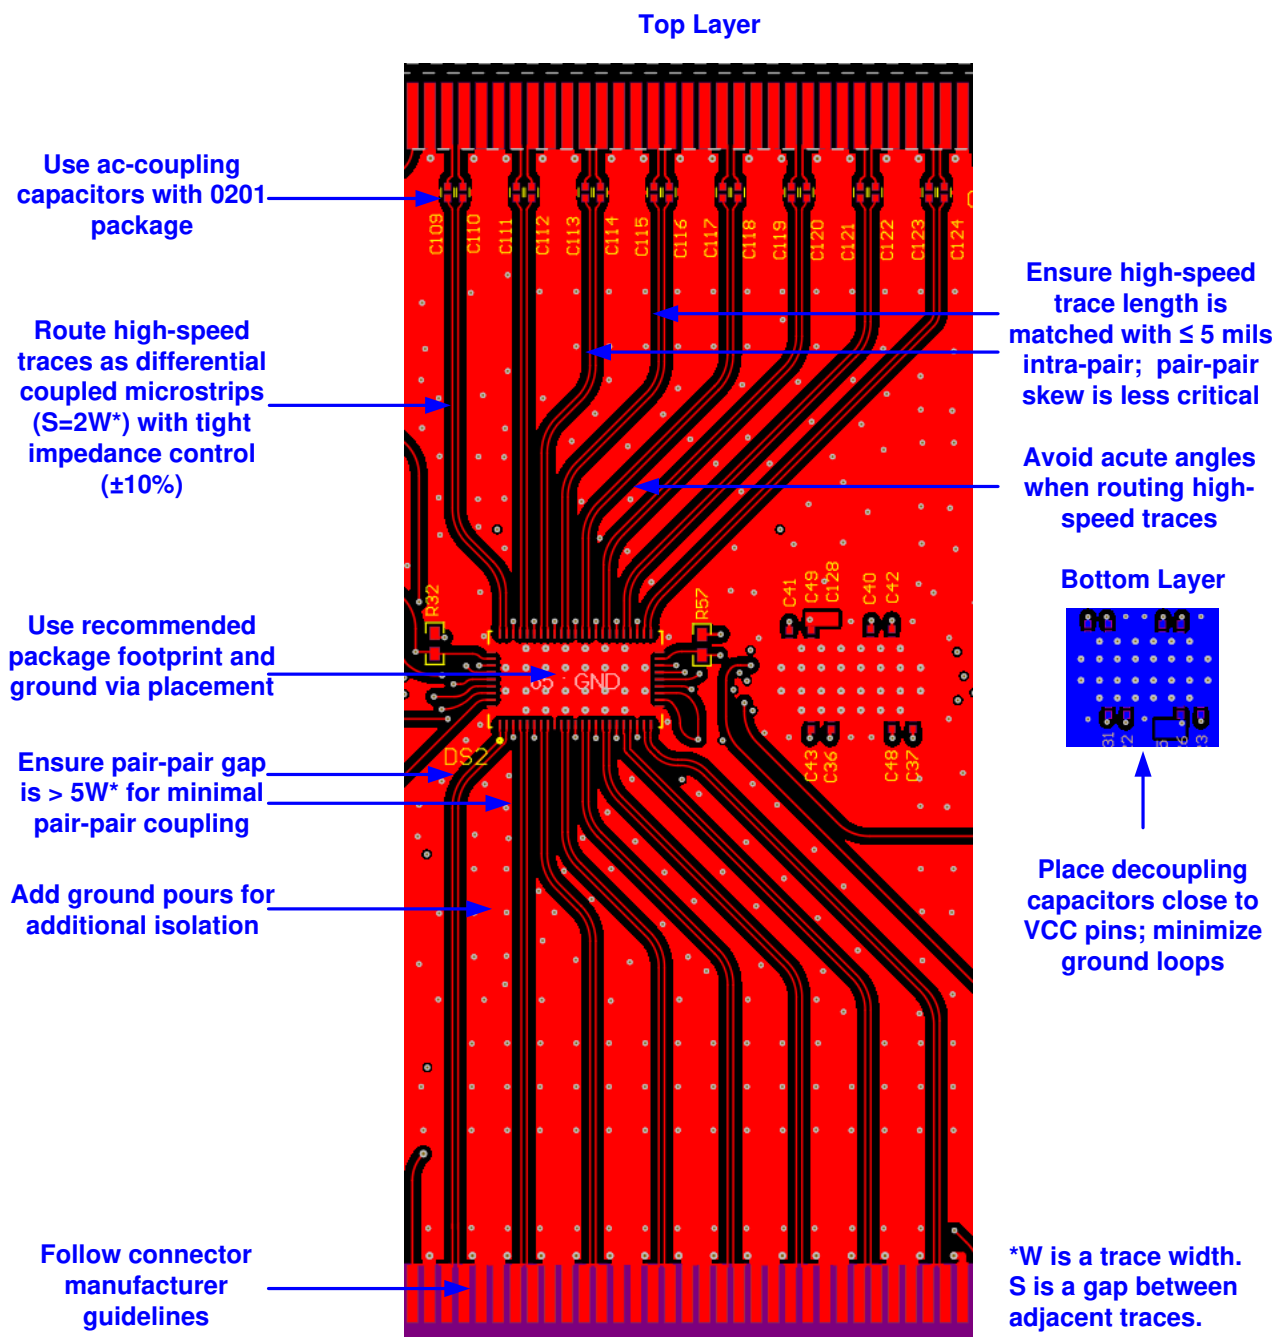 Top Layer
Use ac-coupling
capacitors with 0201
package
C109
C110
C111
C112
C113
C114
C115
C116
C117
C118
C119
C120
C121
C122
C123
C124
Ensure high-speed
trace length is
matched with ≤ 5 mils
intra-pair; pair-pair
skew is less critical
Route high-speed
traces as differential
coupled microstrips
(S=2W*) with tight
impedance control
(±10%)
Avoid acute angles
when routing high-
speed traces
Bottom Layer
R32
R57
C41
C49
C128
C40
C42
Use recommended
package footprint and
ground via placement
65 : GND
DS2
C43
C36
C48
C37
31
22
5
6
23
Ensure pair-pair gap
is > 5W* for minimal
pair-pair coupling
Add ground pours for
additional isolation
Place decoupling
capacitors close to
VCC pins; minimize
ground loops
Follow connector
manufacturer
guidelines
*W is a trace width.
S is a gap between
adjacent traces.